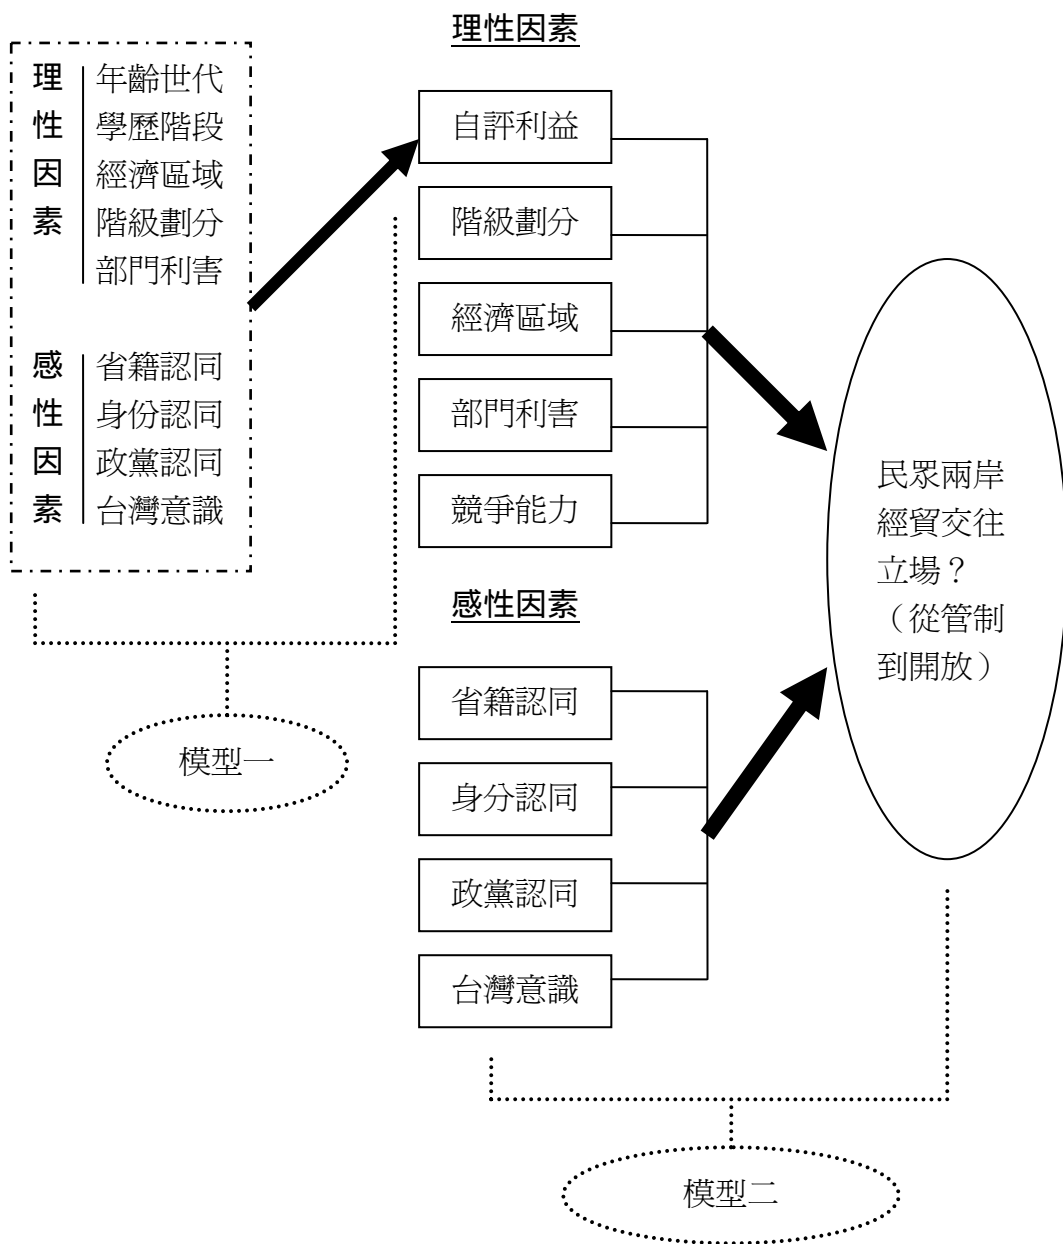 理性因素
年齡世代
學歷階段
經濟區域
階級劃分
部門利害
感性因素
省籍認同
身份認同
政黨認同
台灣意識
模型一
理性因素
自評利益
階級劃分
經濟區域
部門利害
競爭能力
感性因素
省籍認同
身分認同
政黨認同
台灣意識
民眾兩岸
經貿交往
立場？
（從管制
到開放）
模型二